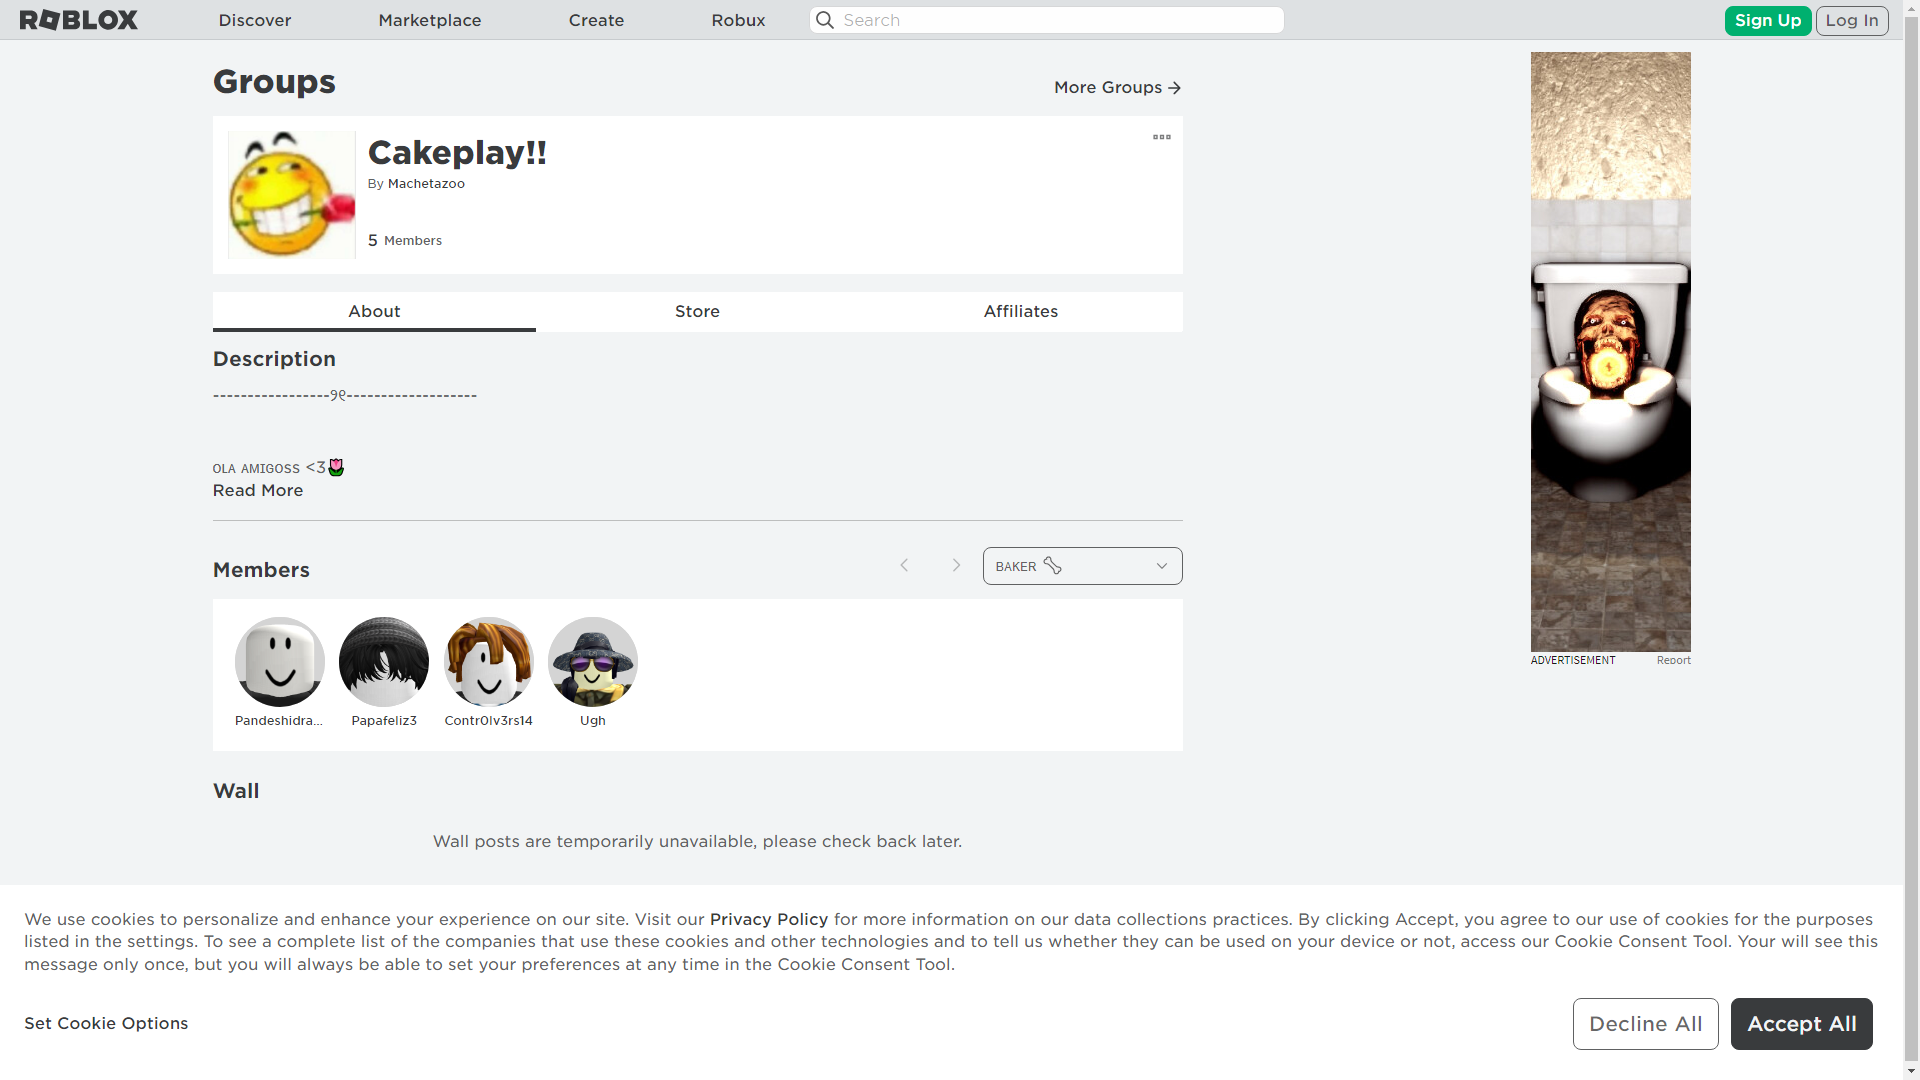 ROBLOX Discover Marketplace Create Robux Search Sign Up Log In
Groups
More Groups
Cakeplay!!
By Machetazoo
5 Members
About Store Affiliates
Description
-----------------୨୧-------------------
ᴏʟᴀ ᴀᴍɪɢᴏꜱꜱ <3🌷
Read More
Members
BAKER 🦴
Pandeshidra... Papafeliz3 Contr0lv3rs14 Ugh
Wall
Wall posts are temporarily unavailable, please check back later.
ADVERTISEMENT Report
We use cookies to personalize and enhance your experience on our site. Visit our Privacy Policy for more information on our data collections practices. By clicking Accept, you agree to our use of cookies for the purposes
listed in the settings. To see a complete list of the companies that use these cookies and other technologies and to tell us whether they can be used on your device or not, access our Cookie Consent Tool. Your will see this
message only once, but you will always be able to set your preferences at any time in the Cookie Consent Tool.
Set Cookie Options
Decline All Accept All